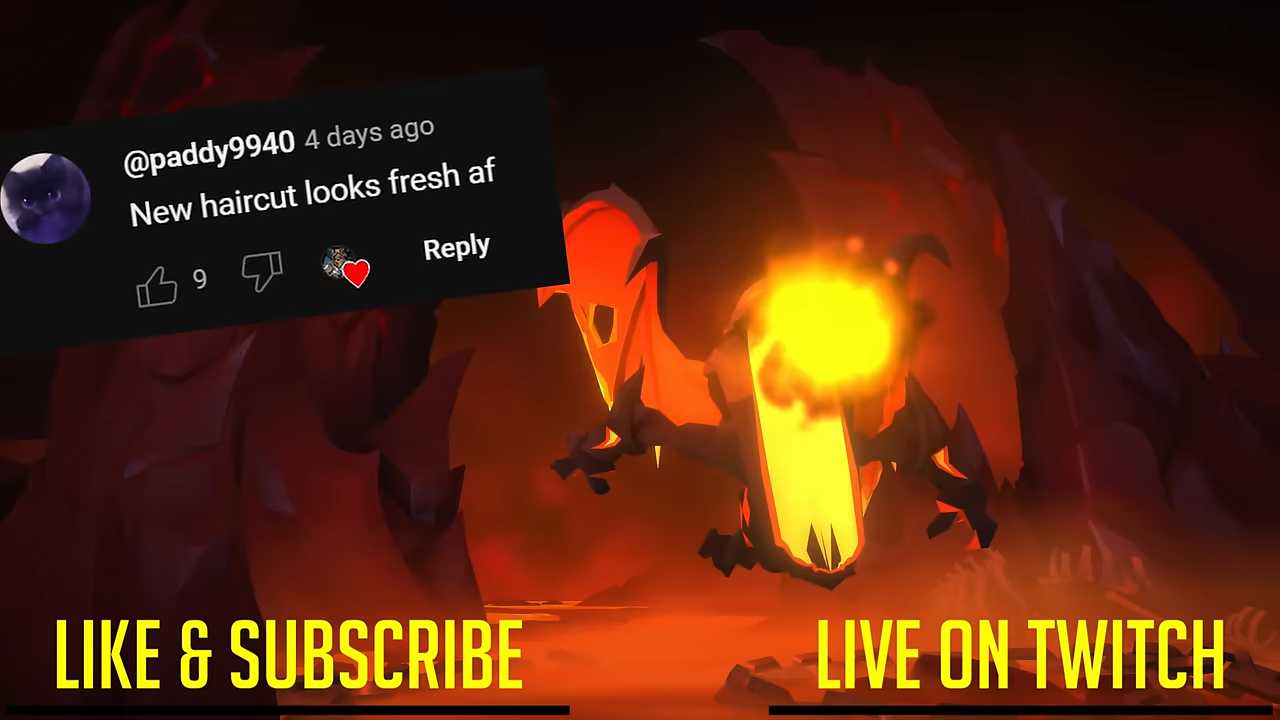 @paddy9940 4 days ago
New haircut looks fresh af
9 Reply
LIKE & SUBSCRIBE
LIVE ON TWITCH